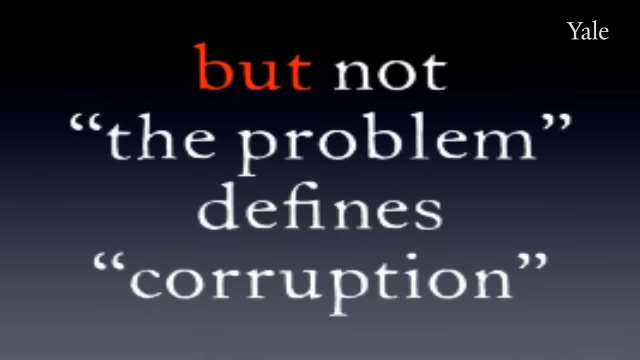 Yale
but not
“the problem”
defines
“corruption”